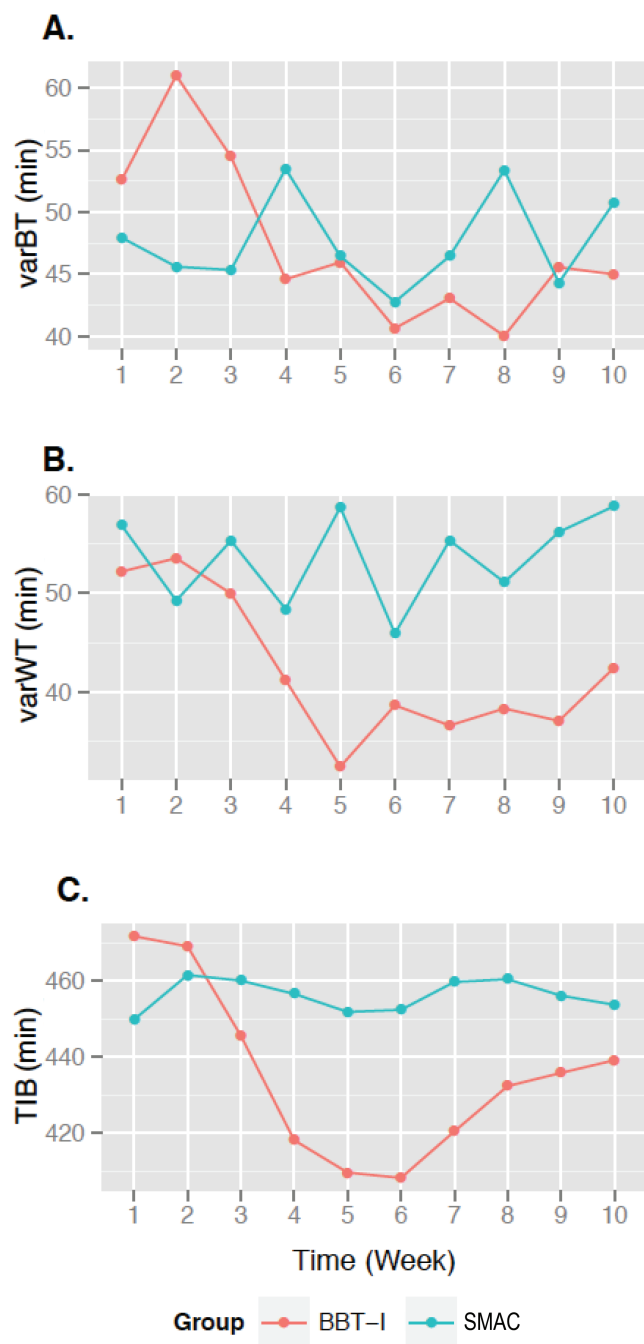 A.
varBT (min)
60
55
50
45
40
1 2 3 4 5 6 7 8 9 10
B.
varWT (min)
60
50
40
1 2 3 4 5 6 7 8 9 10
C.
TIB (min)
460
440
420
1 2 3 4 5 6 7 8 9 10
Time (Week)
Group BBT−I SMAC